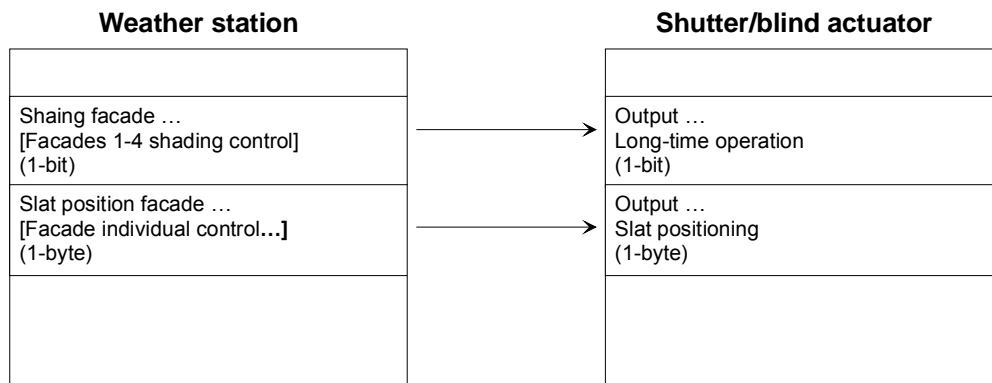 Weather station
Shutter/blind actuator
Shaing facade …
[Facades 1-4 shading control]
(1-bit)
Output …
Long-time operation
(1-bit)
Slat position facade …
[Facade individual control…]
(1-byte)
Output …
Slat positioning
(1-byte)